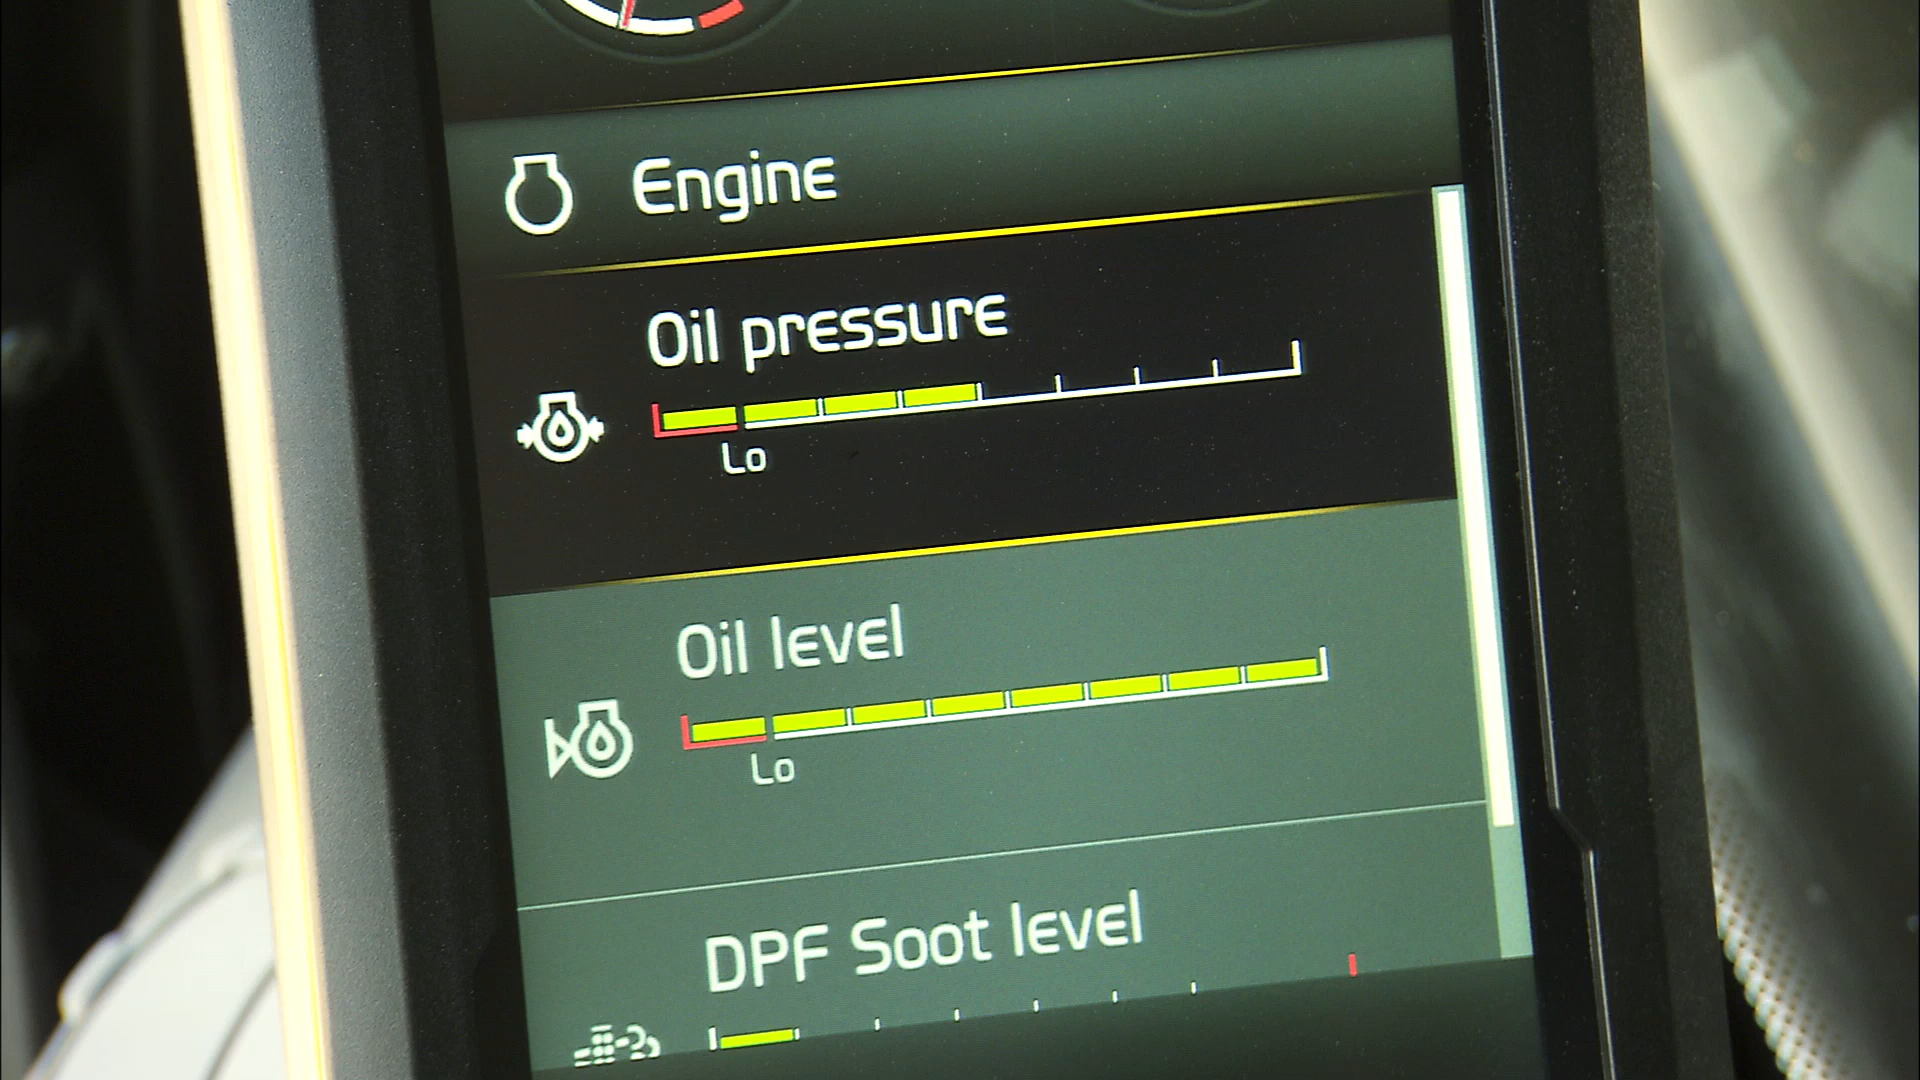 Engine
Oil pressure
Lo
Oil level
Lo
DPF Soot level